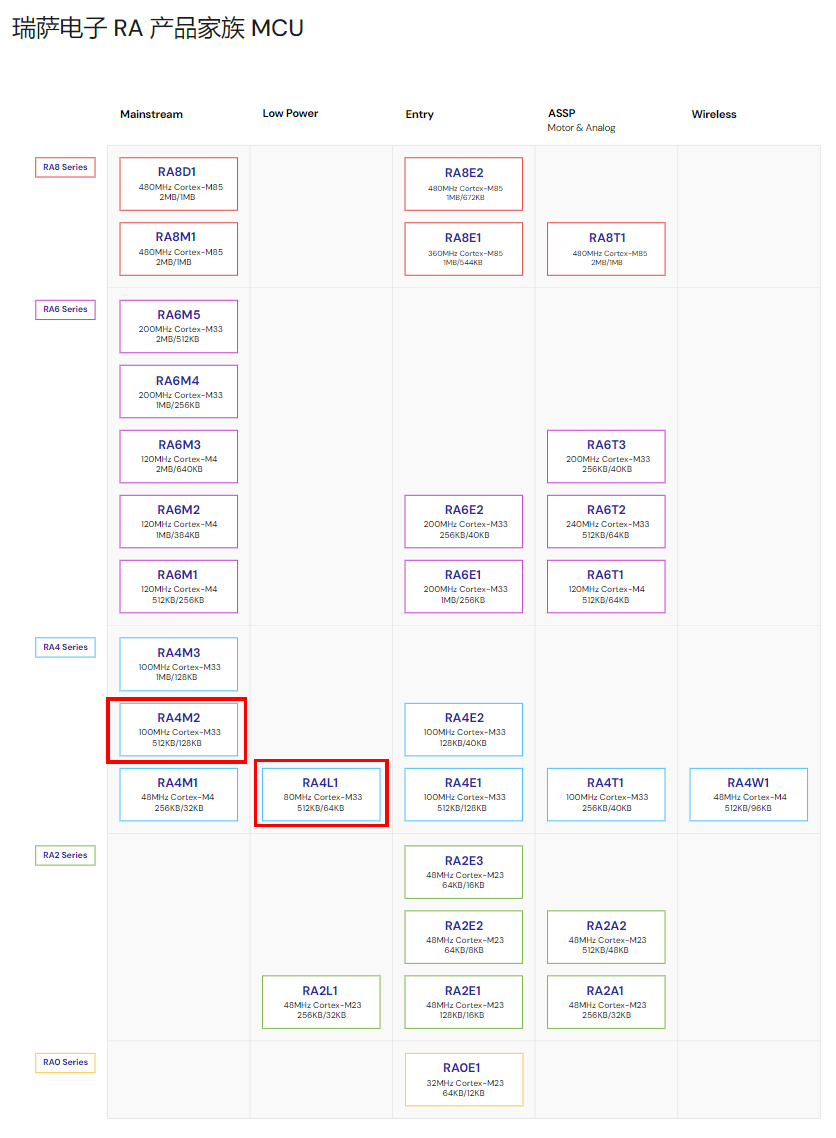 瑞萨电子 RA 产品家族 MCU
Mainstream
Low Power
Entry
ASSP
Motor & Analog
Wireless
RA8 Series
RA8D1
480MHz Cortex-M85
2MB/1MB
RA8E2
480MHz Cortex-M85
1MB/672KB
RA8M1
480MHz Cortex-M85
2MB/1MB
RA8E1
360MHz Cortex-M85
1MB/544KB
RA8T1
480MHz Cortex-M85
2MB/1MB
RA6 Series
RA6M5
200MHz Cortex-M33
2MB/512KB
RA6M4
200MHz Cortex-M33
1MB/256KB
RA6M3
120MHz Cortex-M4
2MB/640KB
RA6T3
200MHz Cortex-M33
256KB/40KB
RA6M2
120MHz Cortex-M4
1MB/384KB
RA6E2
200MHz Cortex-M33
256KB/40KB
RA6T2
240MHz Cortex-M33
512KB/64KB
RA6M1
120MHz Cortex-M4
512KB/256KB
RA6E1
200MHz Cortex-M33
1MB/256KB
RA6T1
120MHz Cortex-M4
512KB/64KB
RA4 Series
RA4M3
100MHz Cortex-M33
1MB/128KB
RA4M2
100MHz Cortex-M33
512KB/128KB
RA4E2
100MHz Cortex-M33
128KB/40KB
RA4M1
48MHz Cortex-M4
256KB/32KB
RA4L1
80MHz Cortex-M33
512KB/64KB
RA4E1
100MHz Cortex-M33
512KB/128KB
RA4T1
100MHz Cortex-M33
256KB/40KB
RA4W1
48MHz Cortex-M4
512KB/96KB
RA2 Series
RA2E3
48MHz Cortex-M23
64KB/16KB
RA2E2
48MHz Cortex-M23
64KB/8KB
RA2A2
48MHz Cortex-M23
512KB/48KB
RA2L1
48MHz Cortex-M23
256KB/32KB
RA2E1
48MHz Cortex-M23
128KB/16KB
RA2A1
48MHz Cortex-M23
256KB/32KB
RA0 Series
RA0E1
32MHz Cortex-M23
64KB/12KB